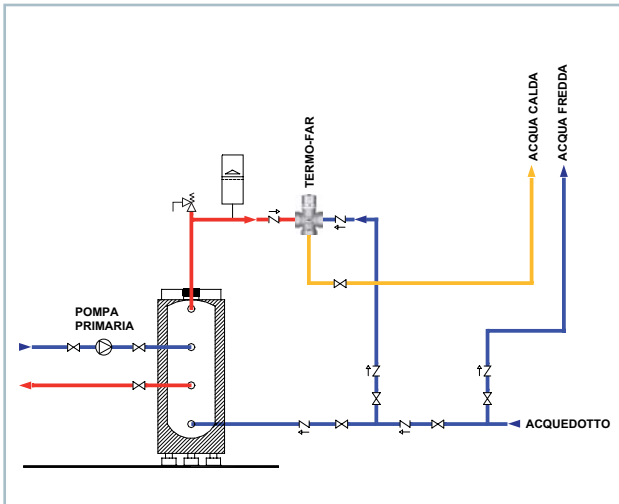 ACQUA CALDA
ACQUA FREDDA
TERMO-FAR
POMPA
PRIMARIA
ACQUEDOTTO